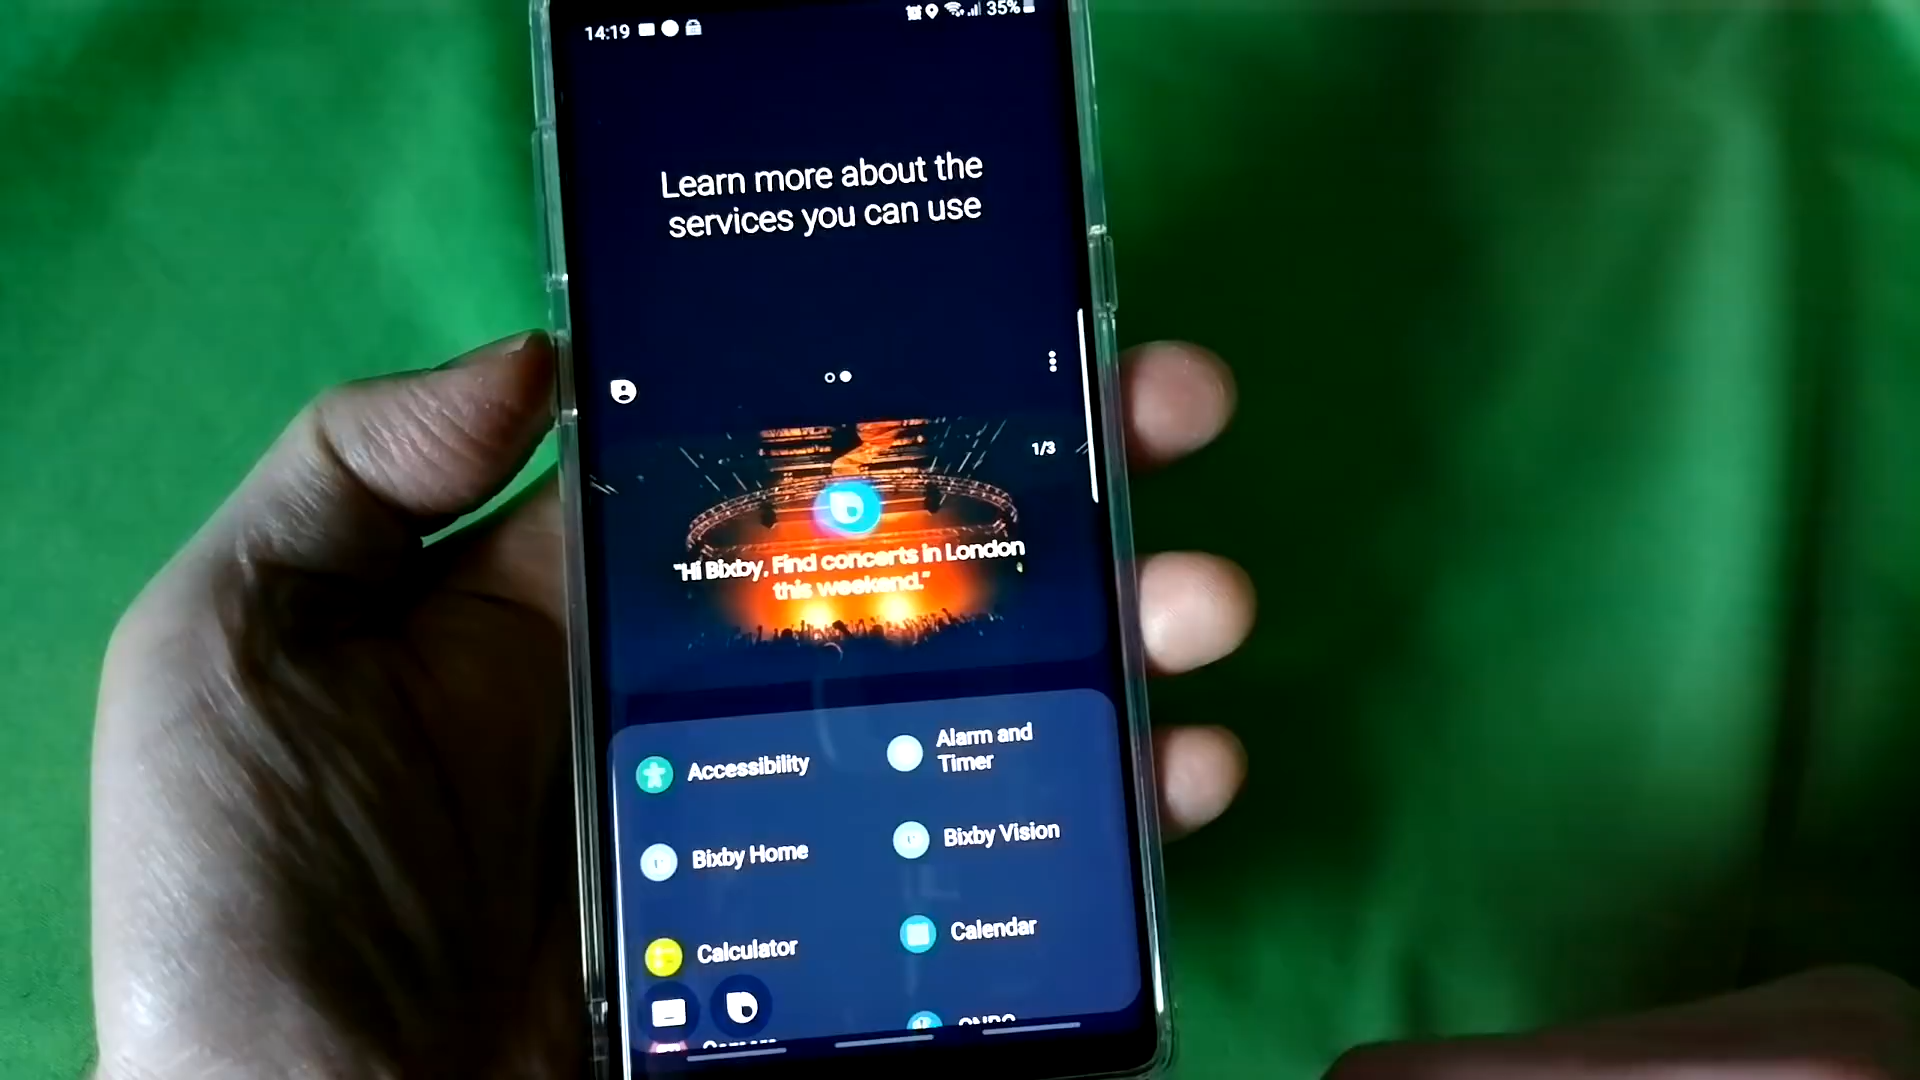 14:19
35%
Learn more about the
services you can use
1/3
"Hi Bixby, Find concerts in London
this weekend."
Accessibility
Alarm and
Timer
Bixby Home
Bixby Vision
Calculator
Calendar